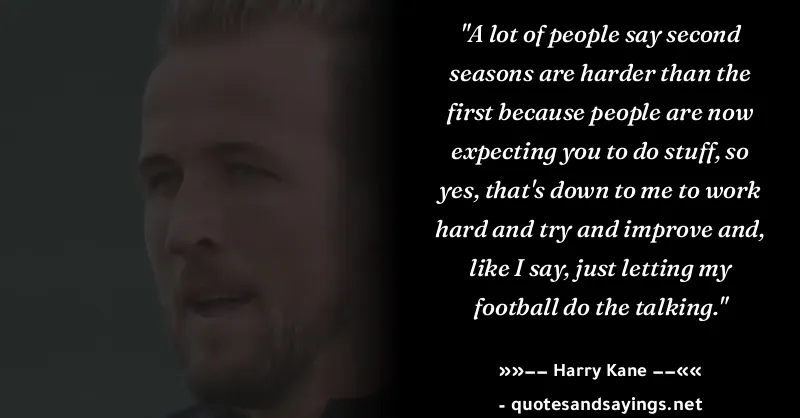 "A lot of people say second
seasons are harder than the
first because people are now
expecting you to do stuff, so
yes, that's down to me to work
hard and try and improve and,
like I say, just letting my
football do the talking."
»»−− Harry Kane −−««
- quotesandsayings.net